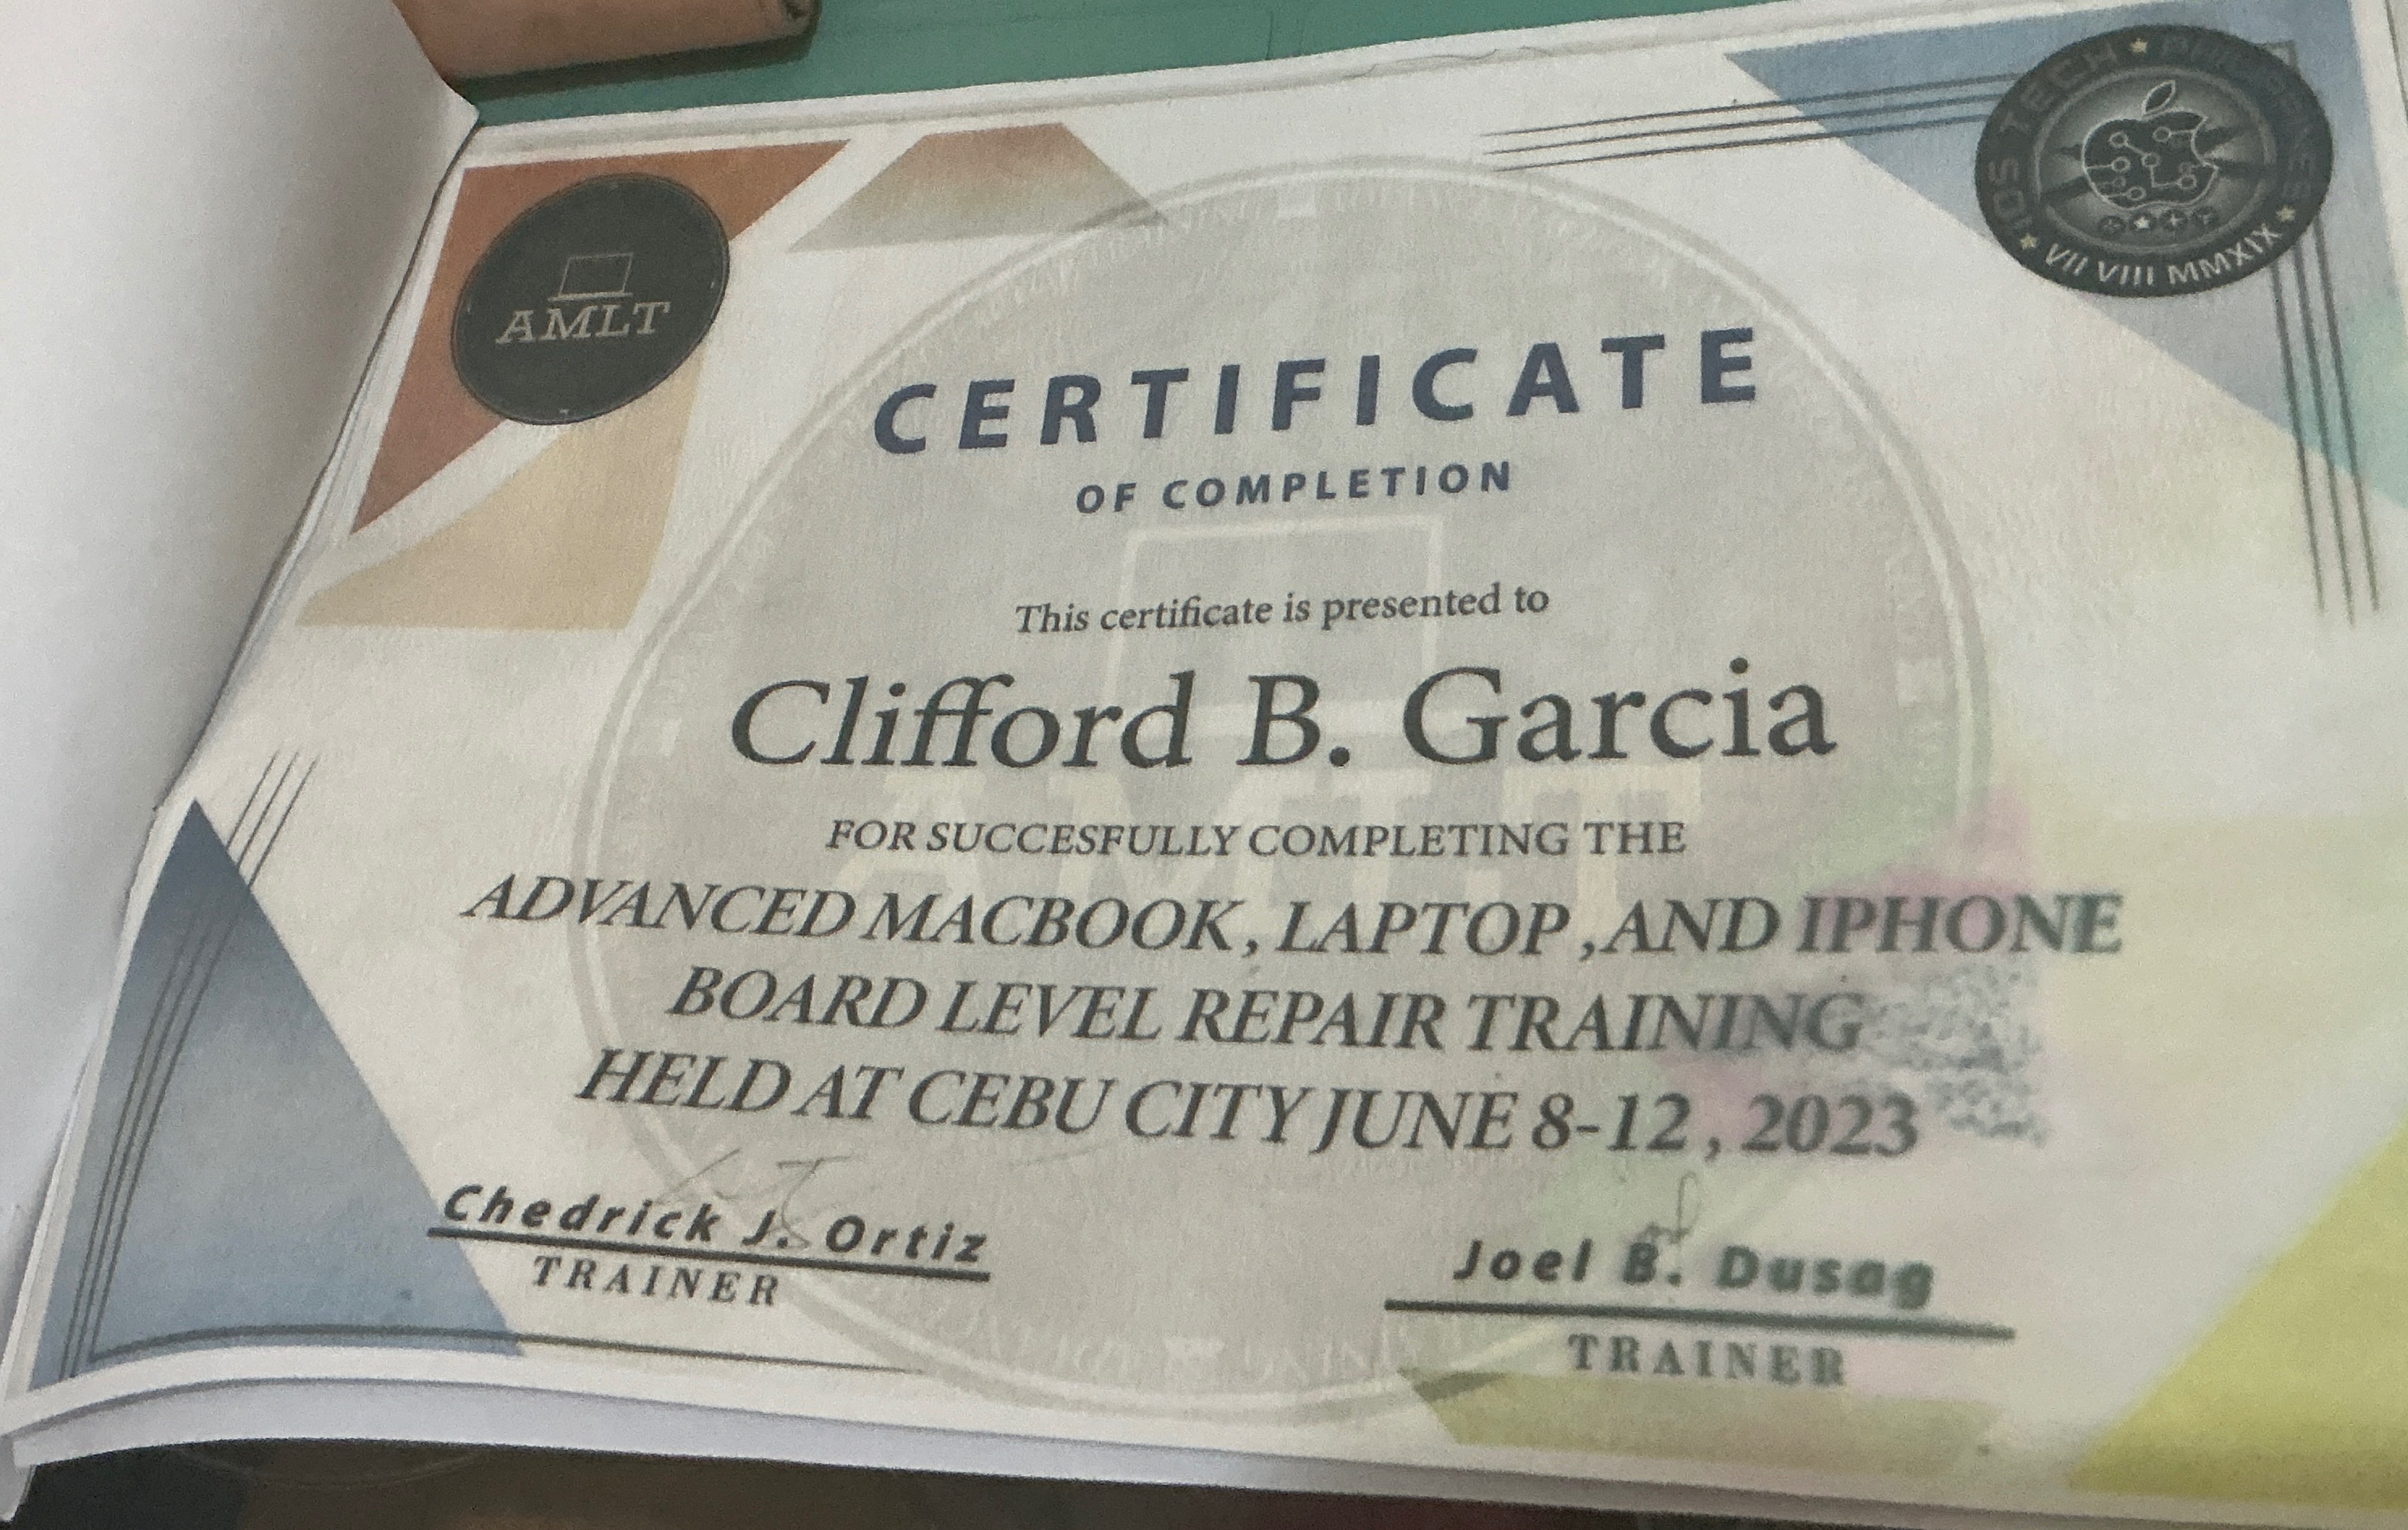 AMLT
IOS TECH ★ PHILIPPINES
★ VII VIII MMXIX ★
CERTIFICATE
OF COMPLETION
This certificate is presented to
Clifford B. Garcia
FOR SUCCESFULLY COMPLETING THE
ADVANCED MACBOOK, LAPTOP ,AND IPHONE
BOARD LEVEL REPAIR TRAINING
HELD AT CEBU CITY JUNE 8-12 , 2023
Chedrick J. Ortiz
TRAINER
Joel B. Dusag
TRAINER
AMLT